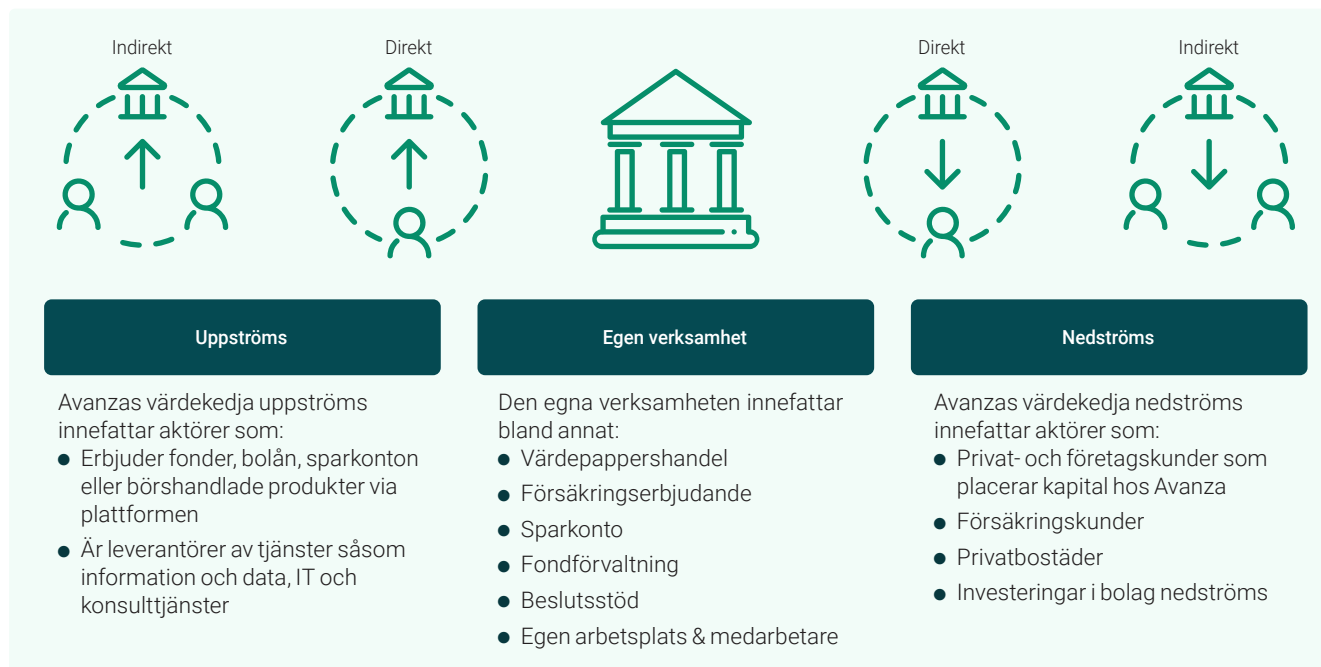 Indirekt
Direkt
Direkt
Indirekt
Uppströms
Avanzas värdekedja uppströms
innefattar aktörer som:
● Erbjuder fonder, bolån, sparkonton
eller börshandlade produkter via
plattformen
● Är leverantörer av tjänster såsom
information och data, IT och
konsulttjänster
Egen verksamhet
Den egna verksamheten innefattar
bland annat:
● Värdepappershandel
● Försäkringserbjudande
● Sparkonto
● Fondförvaltning
● Beslutsstöd
● Egen arbetsplats & medarbetare
Nedströms
Avanzas värdekedja nedströms
innefattar aktörer som:
● Privat- och företagskunder som
placerar kapital hos Avanza
● Försäkringskunder
● Privatbostäder
● Investeringar i bolag nedströms